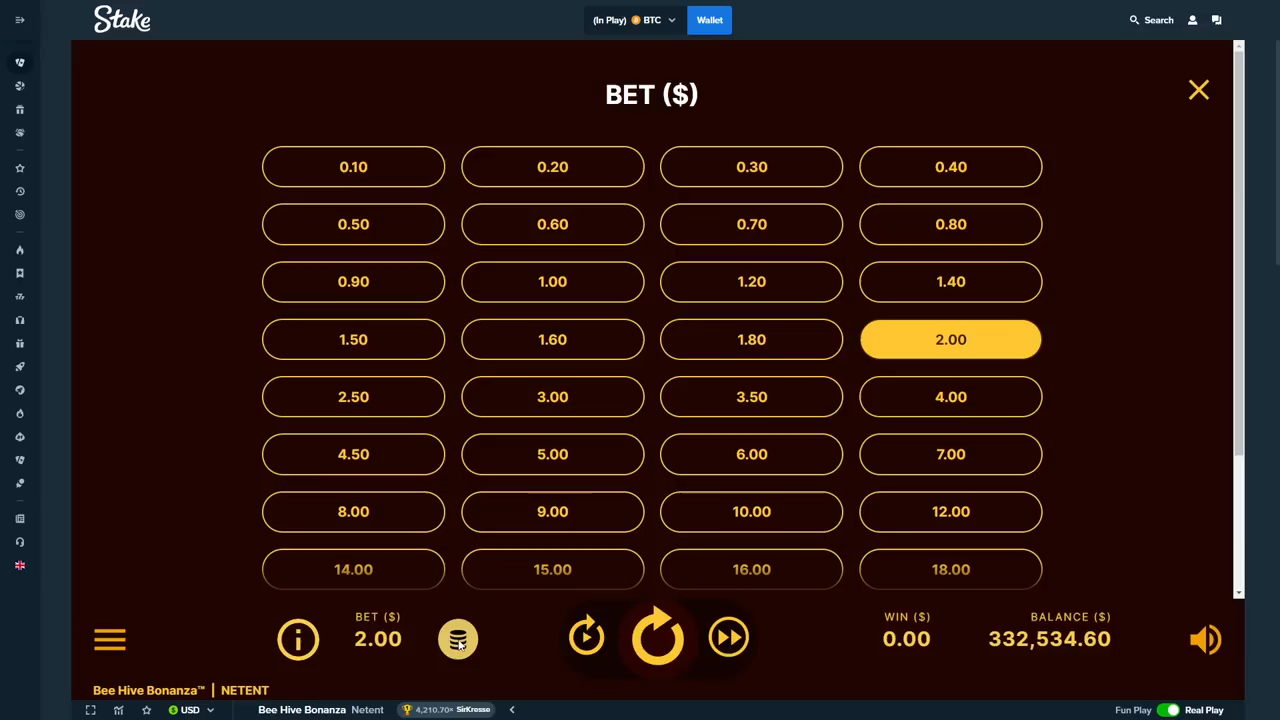 Stake
(In Play) BTC
Wallet
Search
BET ($)
0.10 0.20 0.30 0.40
0.50 0.60 0.70 0.80
0.90 1.00 1.20 1.40
1.50 1.60 1.80 2.00
2.50 3.00 3.50 4.00
4.50 5.00 6.00 7.00
8.00 9.00 10.00 12.00
14.00 15.00 16.00 18.00
BET ($) WIN ($) BALANCE ($)
2.00 0.00 332,534.60
Bee Hive Bonanza™ | NETENT
USD Bee Hive Bonanza Netent 4,210.70× SirKresse Fun Play Real Play